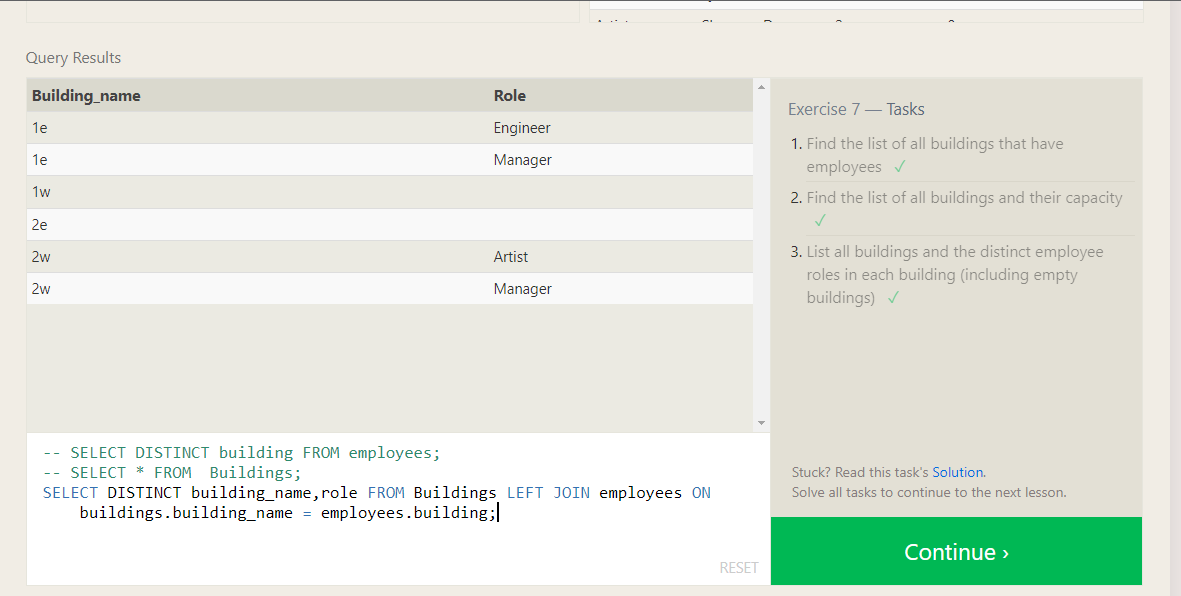 Query Results
Building_name Role
1e Engineer
1e Manager
1w
2e
2w Artist
2w Manager
-- SELECT DISTINCT building FROM employees;
-- SELECT * FROM  Buildings;
SELECT DISTINCT building_name,role FROM Buildings LEFT JOIN employees ON
buildings.building_name = employees.building;
RESET
Exercise 7 — Tasks
1. Find the list of all buildings that have
employees ✓
2. Find the list of all buildings and their capacity
✓
3. List all buildings and the distinct employee
roles in each building (including empty
buildings) ✓
Stuck? Read this task's Solution.
Solve all tasks to continue to the next lesson.
Continue ›